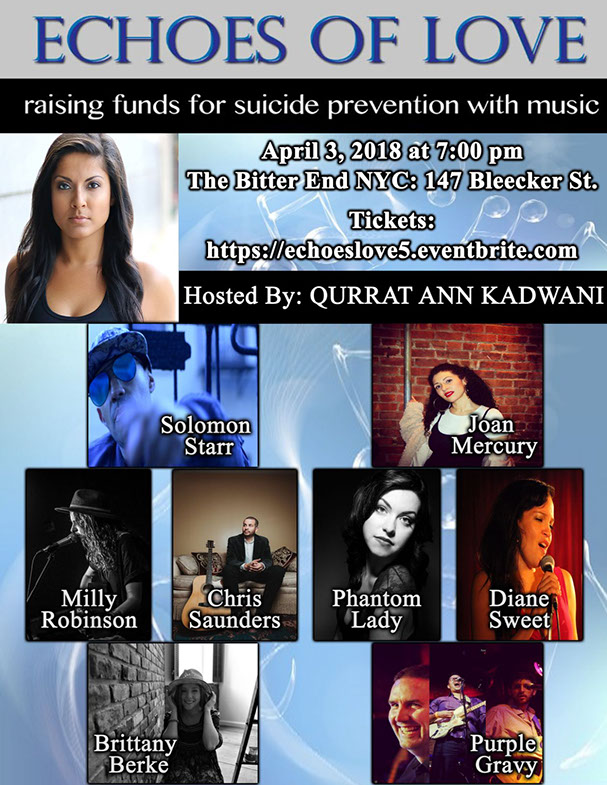 ECHOES OF LOVE
raising funds for suicide prevention with music
April 3, 2018 at 7:00 pm
The Bitter End NYC: 147 Bleecker St.
Tickets:
https://echoeslove5.eventbrite.com
Hosted By: QURRAT ANN KADWANI
Solomon
Starr
Joan
Mercury
Milly
Robinson
Chris
Saunders
Phantom
Lady
Diane
Sweet
Brittany
Berke
Purple
Gravy